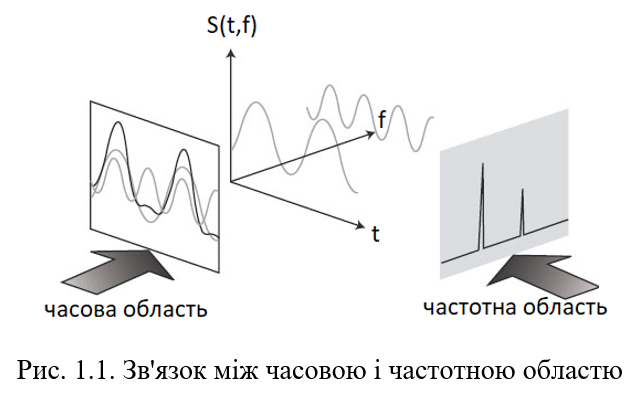 S(t,f)
f
t
часова область
частотна область
Рис. 1.1. Зв'язок між часовою і частотною областю